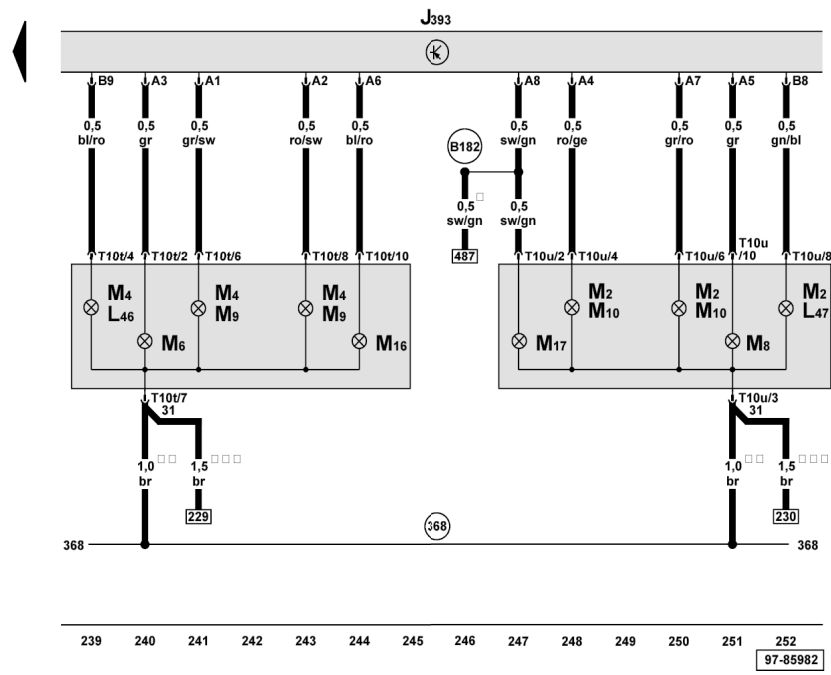 J393
B9 A3 A1 A2 A6 A8 A4 A7 A5 B8
0,5 0,5 0,5 0,5 0,5 0,5 0,5 0,5 0,5 0,5
bl/ro gr gr/sw ro/sw bl/ro sw/gn ro/ge gr/ro gr gn/bl
B182
0,5 0,5
sw/gn sw/gn
487
T10t/4 T10t/2 T10t/6 T10t/8 T10t/10 T10u/2 T10u/4 T10u/6 T10u/10 T10u/8
M4 M4 M4 M2 M2 M2
L46 M9 M9 M10 M10 L47
M6 M16 M17 M8
T10t/7 T10u/3
31 31
1,0 1,5 1,0 1,5
br br br br
229 230
368 368 368
239 240 241 242 243 244 245 246 247 248 249 250 251 252
97-85982